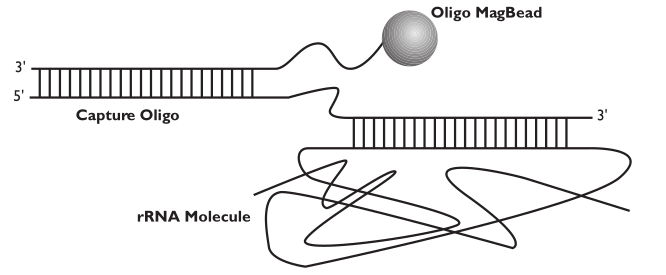 Oligo MagBead
3'
5'
Capture Oligo
3'
rRNA Molecule